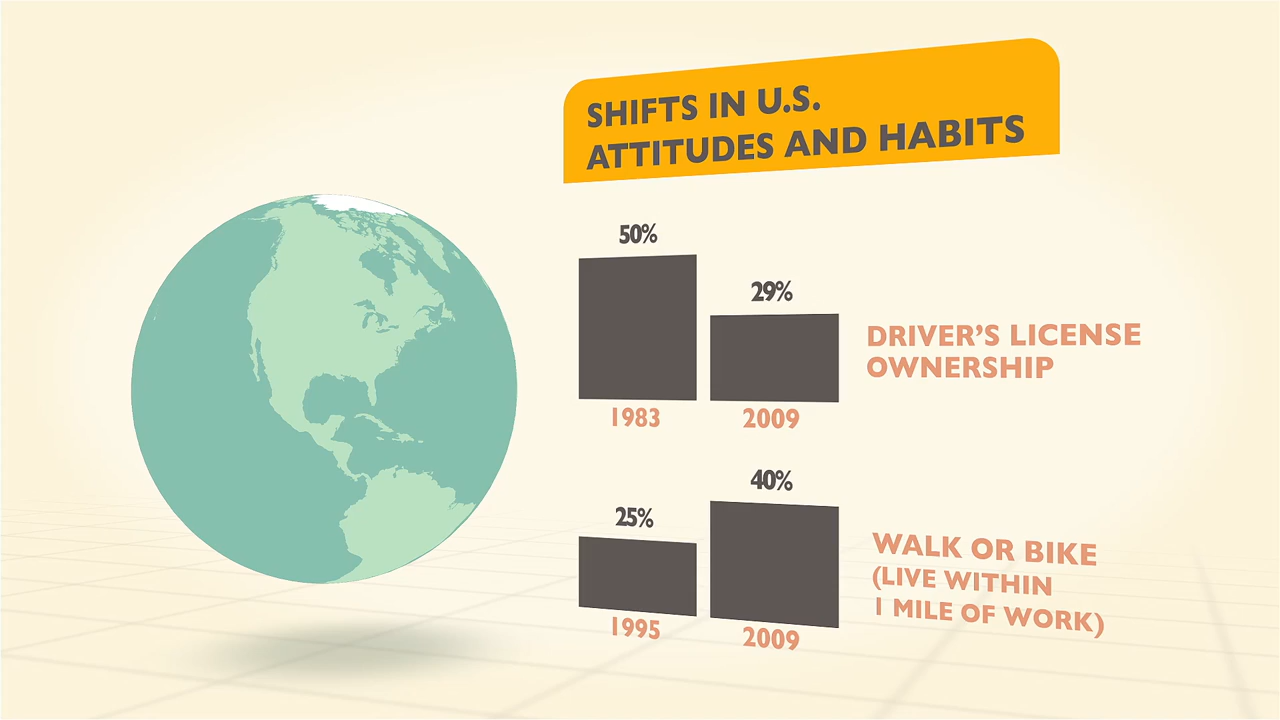 SHIFTS IN U.S.
ATTITUDES AND HABITS
50%
29%
1983
2009
DRIVER'S LICENSE
OWNERSHIP
25%
40%
1995
2009
WALK OR BIKE
(LIVE WITHIN
1 MILE OF WORK)